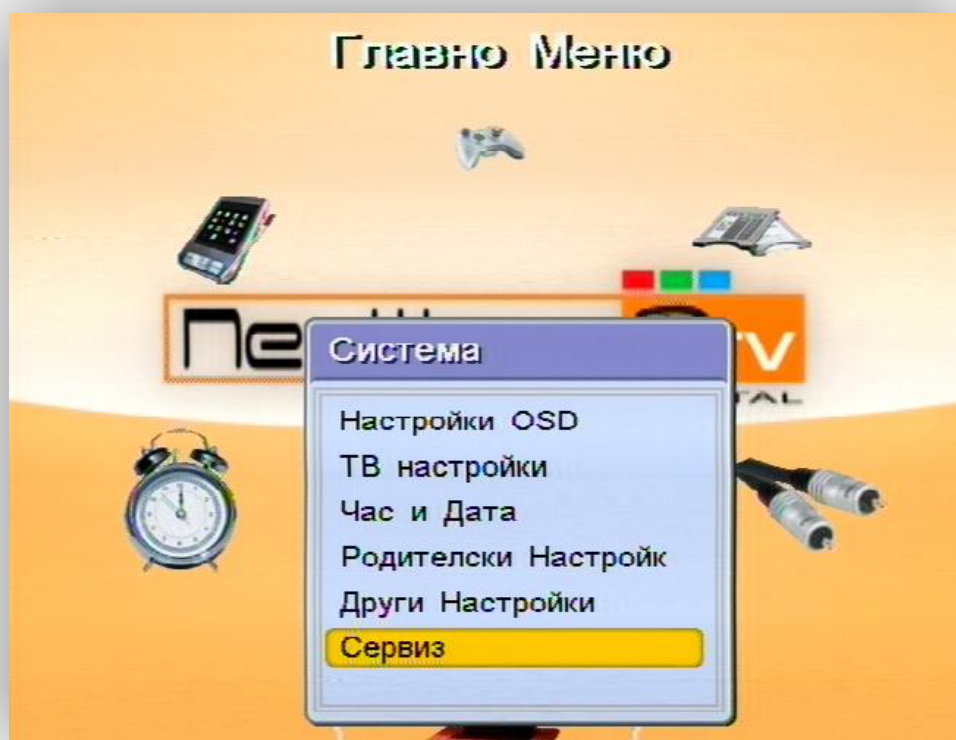 Главно Меню
Система
Настройки OSD
ТВ настройки
Час и Дата
Родителски Настройк
Други Настройки
Сервиз